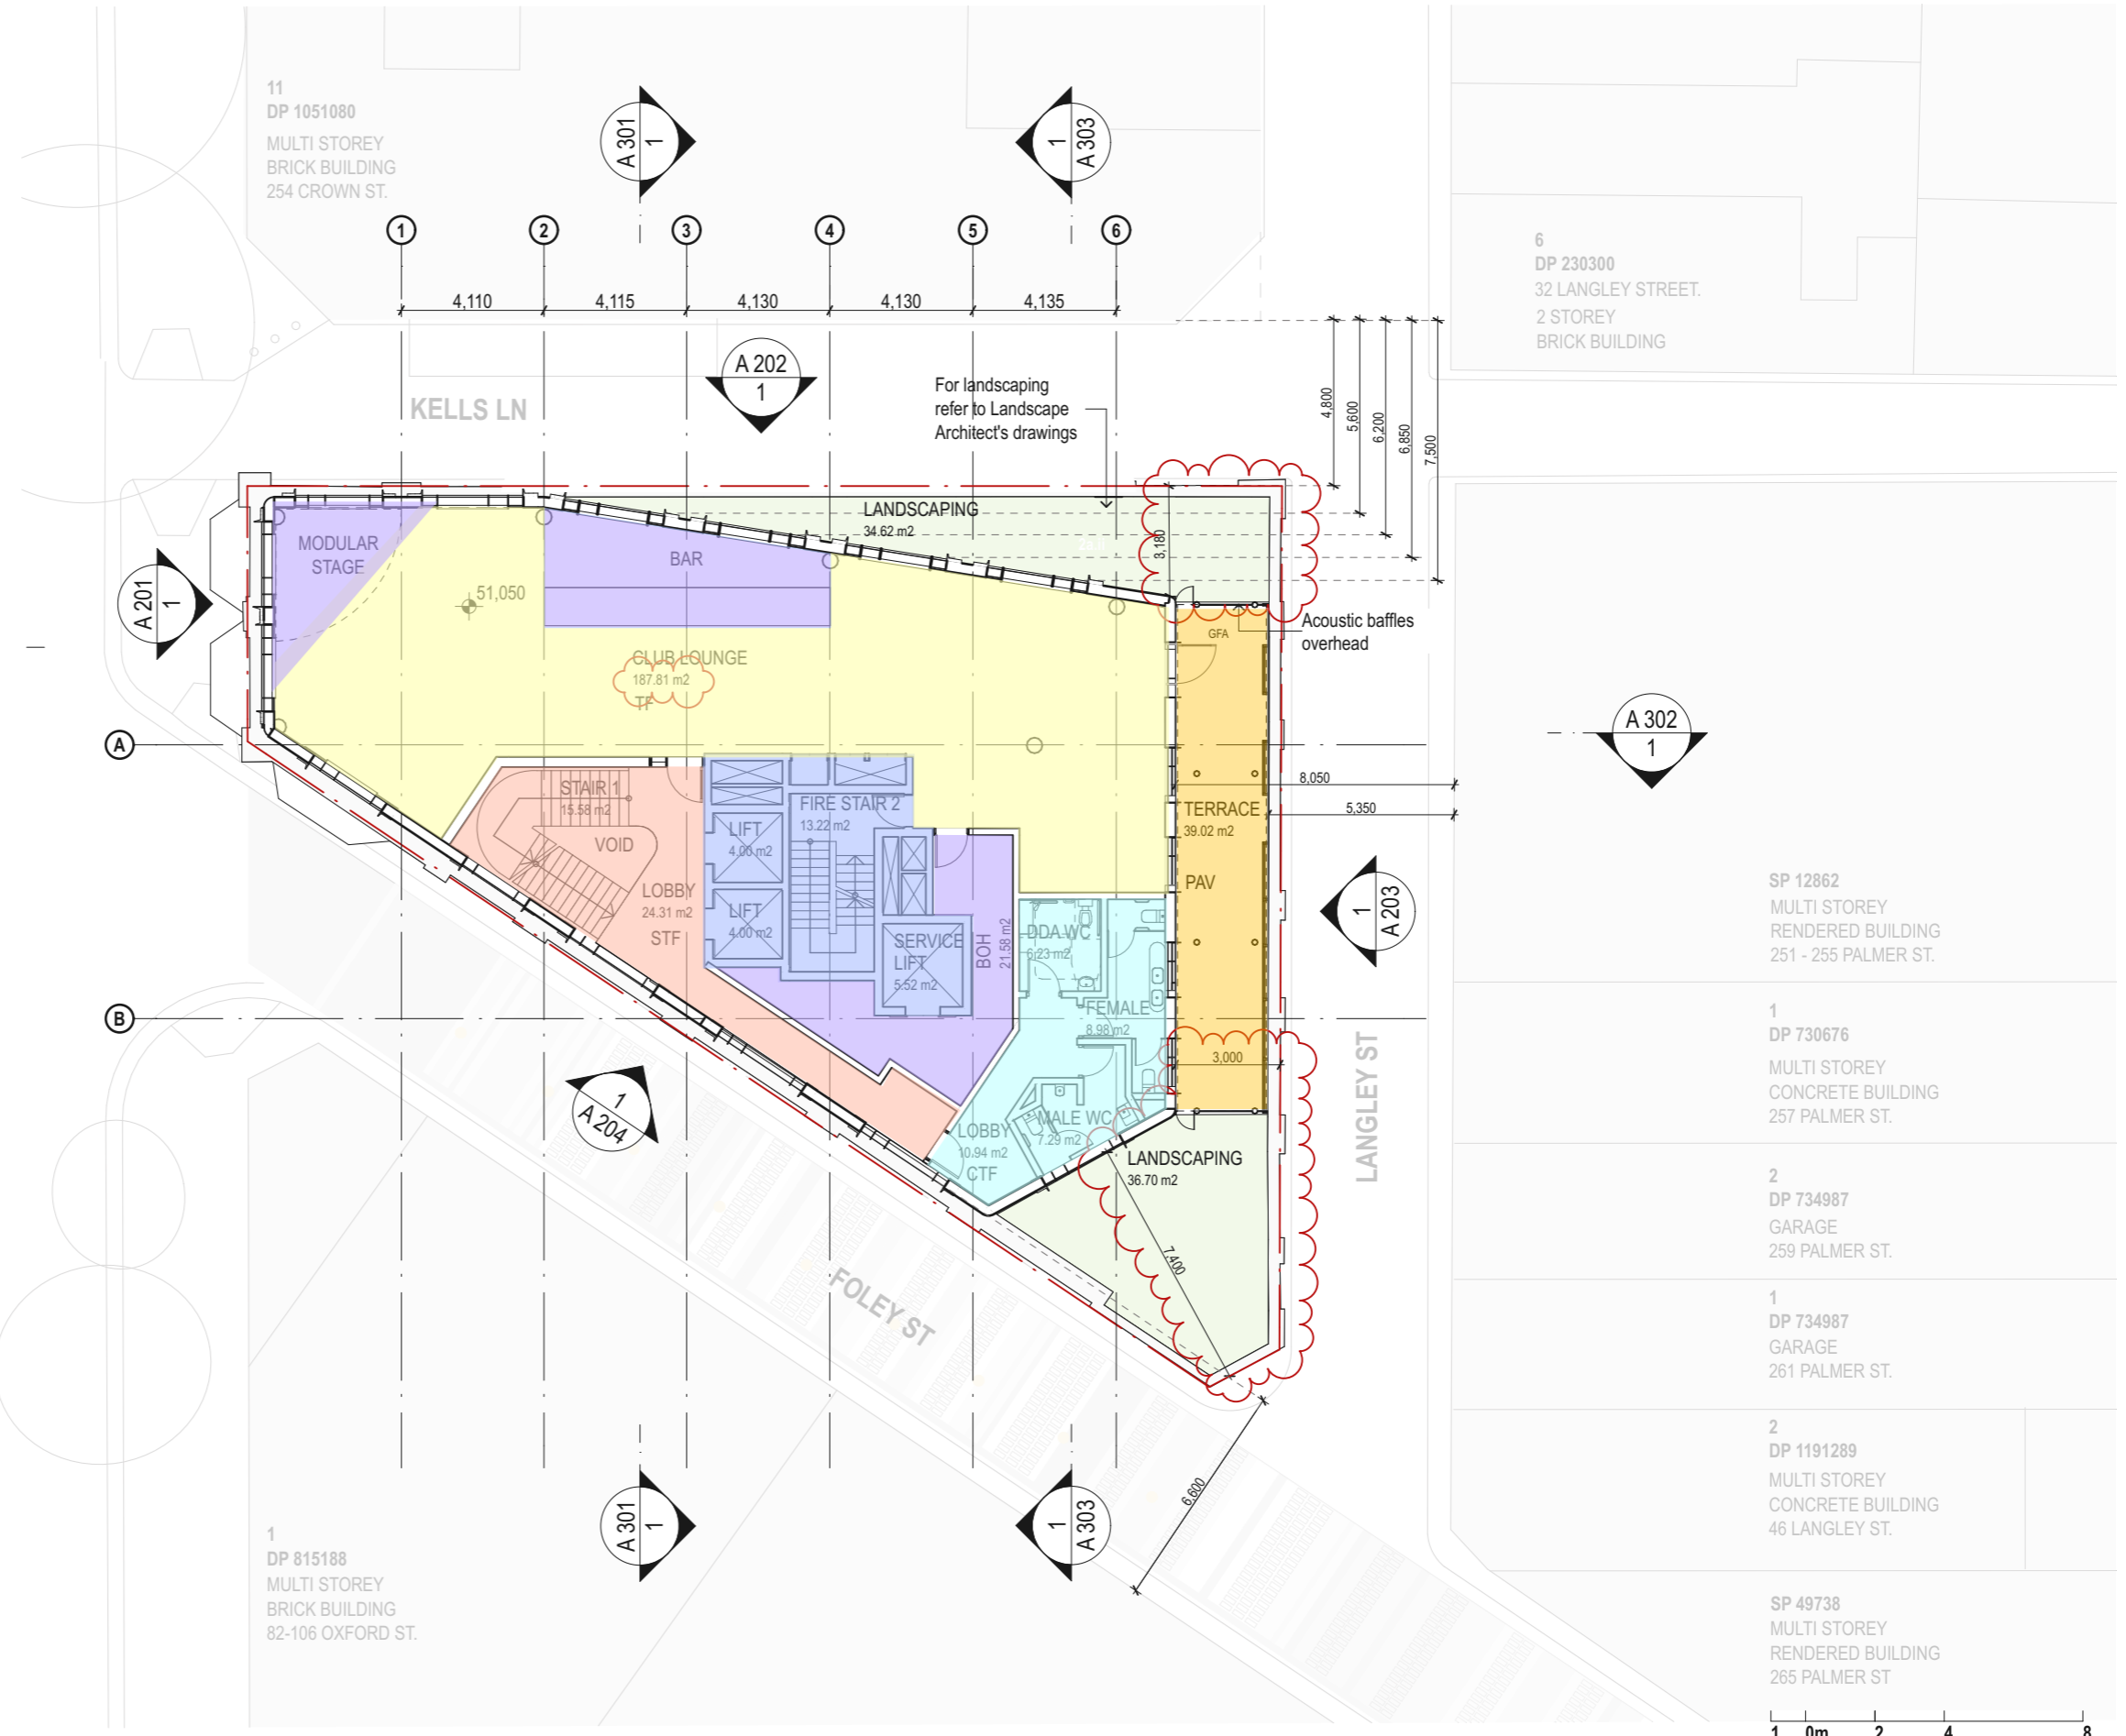 11
DP 1051080
MULTI STOREY
BRICK BUILDING
254 CROWN ST.
A 301
1
1
A 303
1
2
3
4
5
6
4,110
4,115
4,130
4,130
4,135
6
DP 230300
32 LANGLEY STREET.
2 STOREY
BRICK BUILDING
A 202
1
KELLS LN
For landscaping
refer to Landscape
Architect's drawings
4,800
5,600
6,200
6,850
7,500
LANDSCAPING
34.62 m2
3,180
MODULAR
STAGE
BAR
A 201
1
51,050
Acoustic baffles
overhead
GFA
CLUB LOUNGE
187.81 m2
TF
A 302
1
A
8,050
5,350
STAIR 1
15.58 m2
VOID
FIRE STAIR 2
13.22 m2
LIFT
4.00 m2
TERRACE
39.02 m2
PAV
LOBBY
24.31 m2
STF
LIFT
4.00 m2
SERVICE
LIFT
5.52 m2
BOH
21.58 m2
DDA WC
6.23 m2
1
A 203
SP 12862
MULTI STOREY
RENDERED BUILDING
251 - 255 PALMER ST.
B
FEMALE
8.98 m2
3,000
1
DP 730676
MULTI STOREY
CONCRETE BUILDING
257 PALMER ST.
LANGLEY ST
1
A 204
MALE WC
7.29 m2
LOBBY
10.94 m2
CTF
LANDSCAPING
36.70 m2
7,400
2
DP 734987
GARAGE
259 PALMER ST.
FOLEY ST
1
DP 734987
GARAGE
261 PALMER ST.
2
DP 1191289
MULTI STOREY
CONCRETE BUILDING
46 LANGLEY ST.
6,600
A 301
1
1
A 303
1
DP 815188
MULTI STOREY
BRICK BUILDING
82-106 OXFORD ST.
SP 49738
MULTI STOREY
RENDERED BUILDING
265 PALMER ST
1 0m 2 4 8